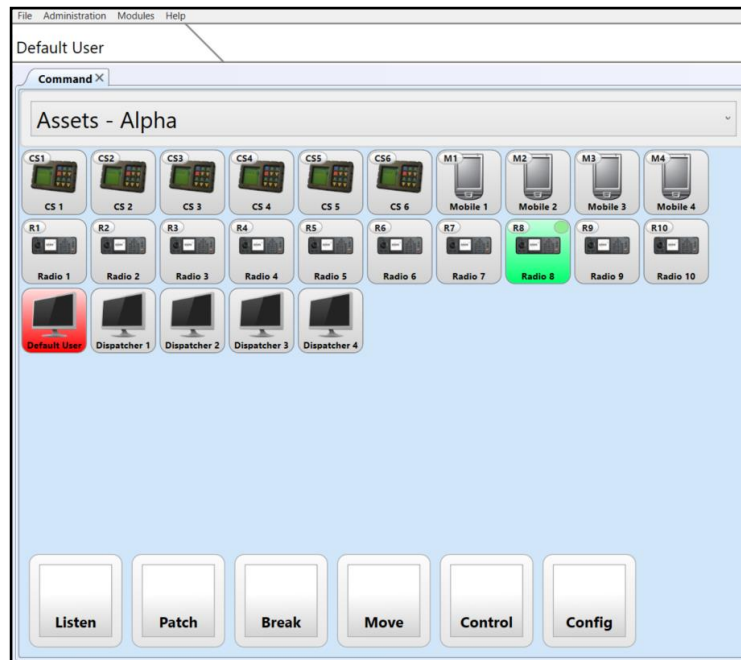 File Administration Modules Help
Default User
Command ×
Assets - Alpha
CS1 CS2 CS3 CS4 CS5 CS6 M1 M2 M3 M4
CS 1 CS 2 CS 3 CS 4 CS 5 CS 6 Mobile 1 Mobile 2 Mobile 3 Mobile 4
R1 R2 R3 R4 R5 R6 R7 R8 R9 R10
Radio 1 Radio 2 Radio 3 Radio 4 Radio 5 Radio 6 Radio 7 Radio 8 Radio 9 Radio 10
Default User Dispatcher 1 Dispatcher 2 Dispatcher 3 Dispatcher 4
Listen Patch Break Move Control Config